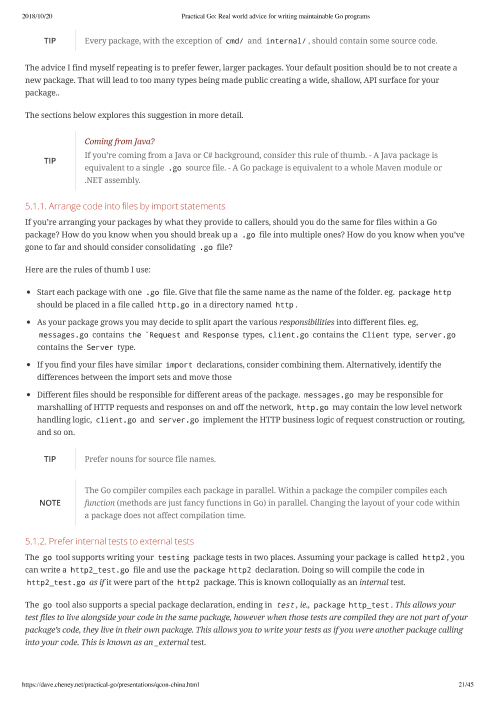 2018/10/20 Practical Go: Real world advice for writing maintainable Go programs
TIP Every package, with the exception of cmd/ and internal/, should contain some source code.
The advice I find myself repeating is to prefer fewer, larger packages. Your default position should be to not create a
new package. That will lead to too many types being made public creating a wide, shallow, API surface for your
package..
The sections below explores this suggestion in more detail.
Coming from Java?
TIP If you're coming from a Java or C# background, consider this rule of thumb. - A Java package is
equivalent to a single .go source file. - A Go package is equivalent to a whole Maven module or
.NET assembly.
5.1.1. Arrange code into files by import statements
If you're arranging your packages by what they provide to callers, should you do the same for files within a Go
package? How do you know when you should break up a .go file into multiple ones? How do you know when you've
gone to far and should consider consolidating .go file?
Here are the rules of thumb I use:
• Start each package with one .go file. Give that file the same name as the name of the folder. eg. package http
should be placed in a file called http.go in a directory named http.
• As your package grows you may decide to split apart the various responsibilities into different files. eg,
messages.go contains the `Request and Response types, client.go contains the Client type, server.go
contains the Server type.
• If you find your files have similar import declarations, consider combining them. Alternatively, identify the
differences between the import sets and move those
• Different files should be responsible for different areas of the package. messages.go may be responsible for
marshalling of HTTP requests and responses on and off the network, http.go may contain the low level network
handling logic, client.go and server.go implement the HTTP business logic of request construction or routing,
and so on.
TIP Prefer nouns for source file names.
The Go compiler compiles each package in parallel. Within a package the compiler compiles each
NOTE function (methods are just fancy functions in Go) in parallel. Changing the layout of your code within
a package does not affect compilation time.
5.1.2. Prefer internal tests to external tests
The go tool supports writing your testing package tests in two places. Assuming your package is called http2, you
can write a http2_test.go file and use the package http2 declaration. Doing so will compile the code in
http2_test.go as if it were part of the http2 package. This is known colloquially as an internal test.
The go tool also supports a special package declaration, ending in test, ie., package http_test. This allows your
test files to live alongside your code in the same package, however when those tests are compiled they are not part of your
package's code, they live in their own package. This allows you to write your tests as if you were another package calling
into your code. This is known as an _external test.
https://dave.cheney.net/practical-go/presentations/qcon-china.html 21/45